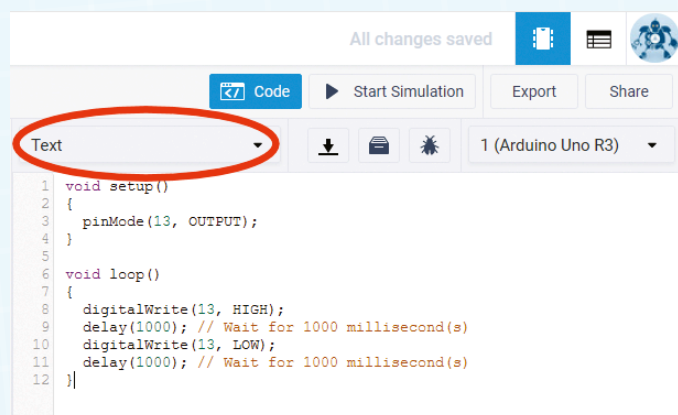 All changes saved
Code Start Simulation Export Share
Text 1 (Arduino Uno R3)
1 void setup()
2 {
3   pinMode(13, OUTPUT);
4 }
5
6 void loop()
7 {
8   digitalWrite(13, HIGH);
9   delay(1000); // Wait for 1000 millisecond(s)
10   digitalWrite(13, LOW);
11   delay(1000); // Wait for 1000 millisecond(s)
12 }